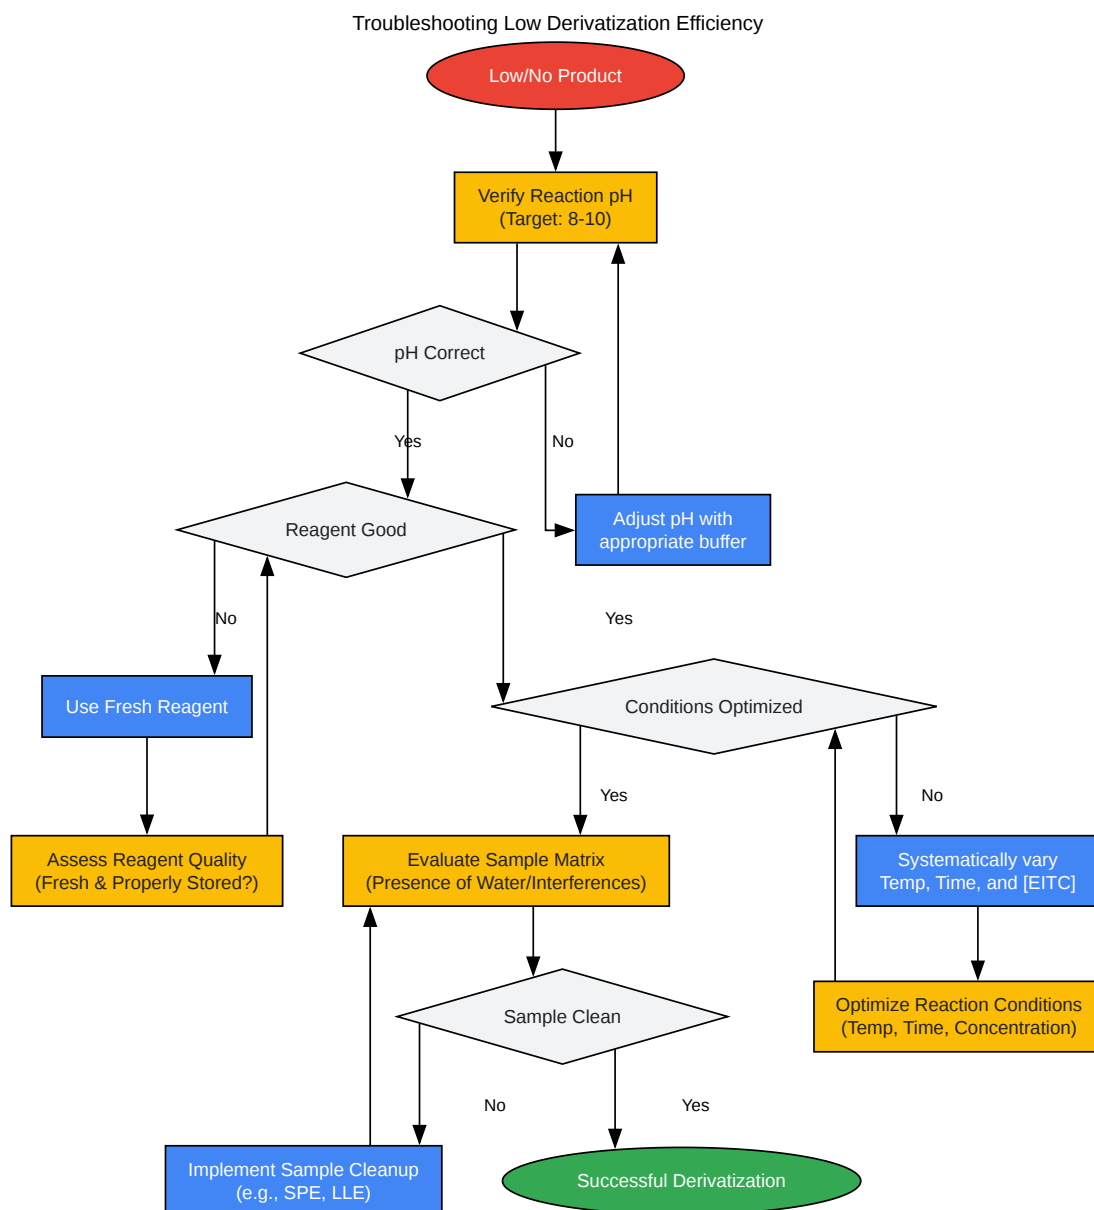 Troubleshooting Low Derivatization Efficiency
Low/No Product
Verify Reaction pH
(Target: 8-10)
pH Correct
Yes
No
Reagent Good
Adjust pH with
appropriate buffer
No
Yes
Use Fresh Reagent
Conditions Optimized
Yes
No
Assess Reagent Quality
(Fresh & Properly Stored?)
Evaluate Sample Matrix
(Presence of Water/Interferences)
Systematically vary
Temp, Time, and [EITC]
Sample Clean
Optimize Reaction Conditions
(Temp, Time, Concentration)
No
Yes
Implement Sample Cleanup
(e.g., SPE, LLE)
Successful Derivatization